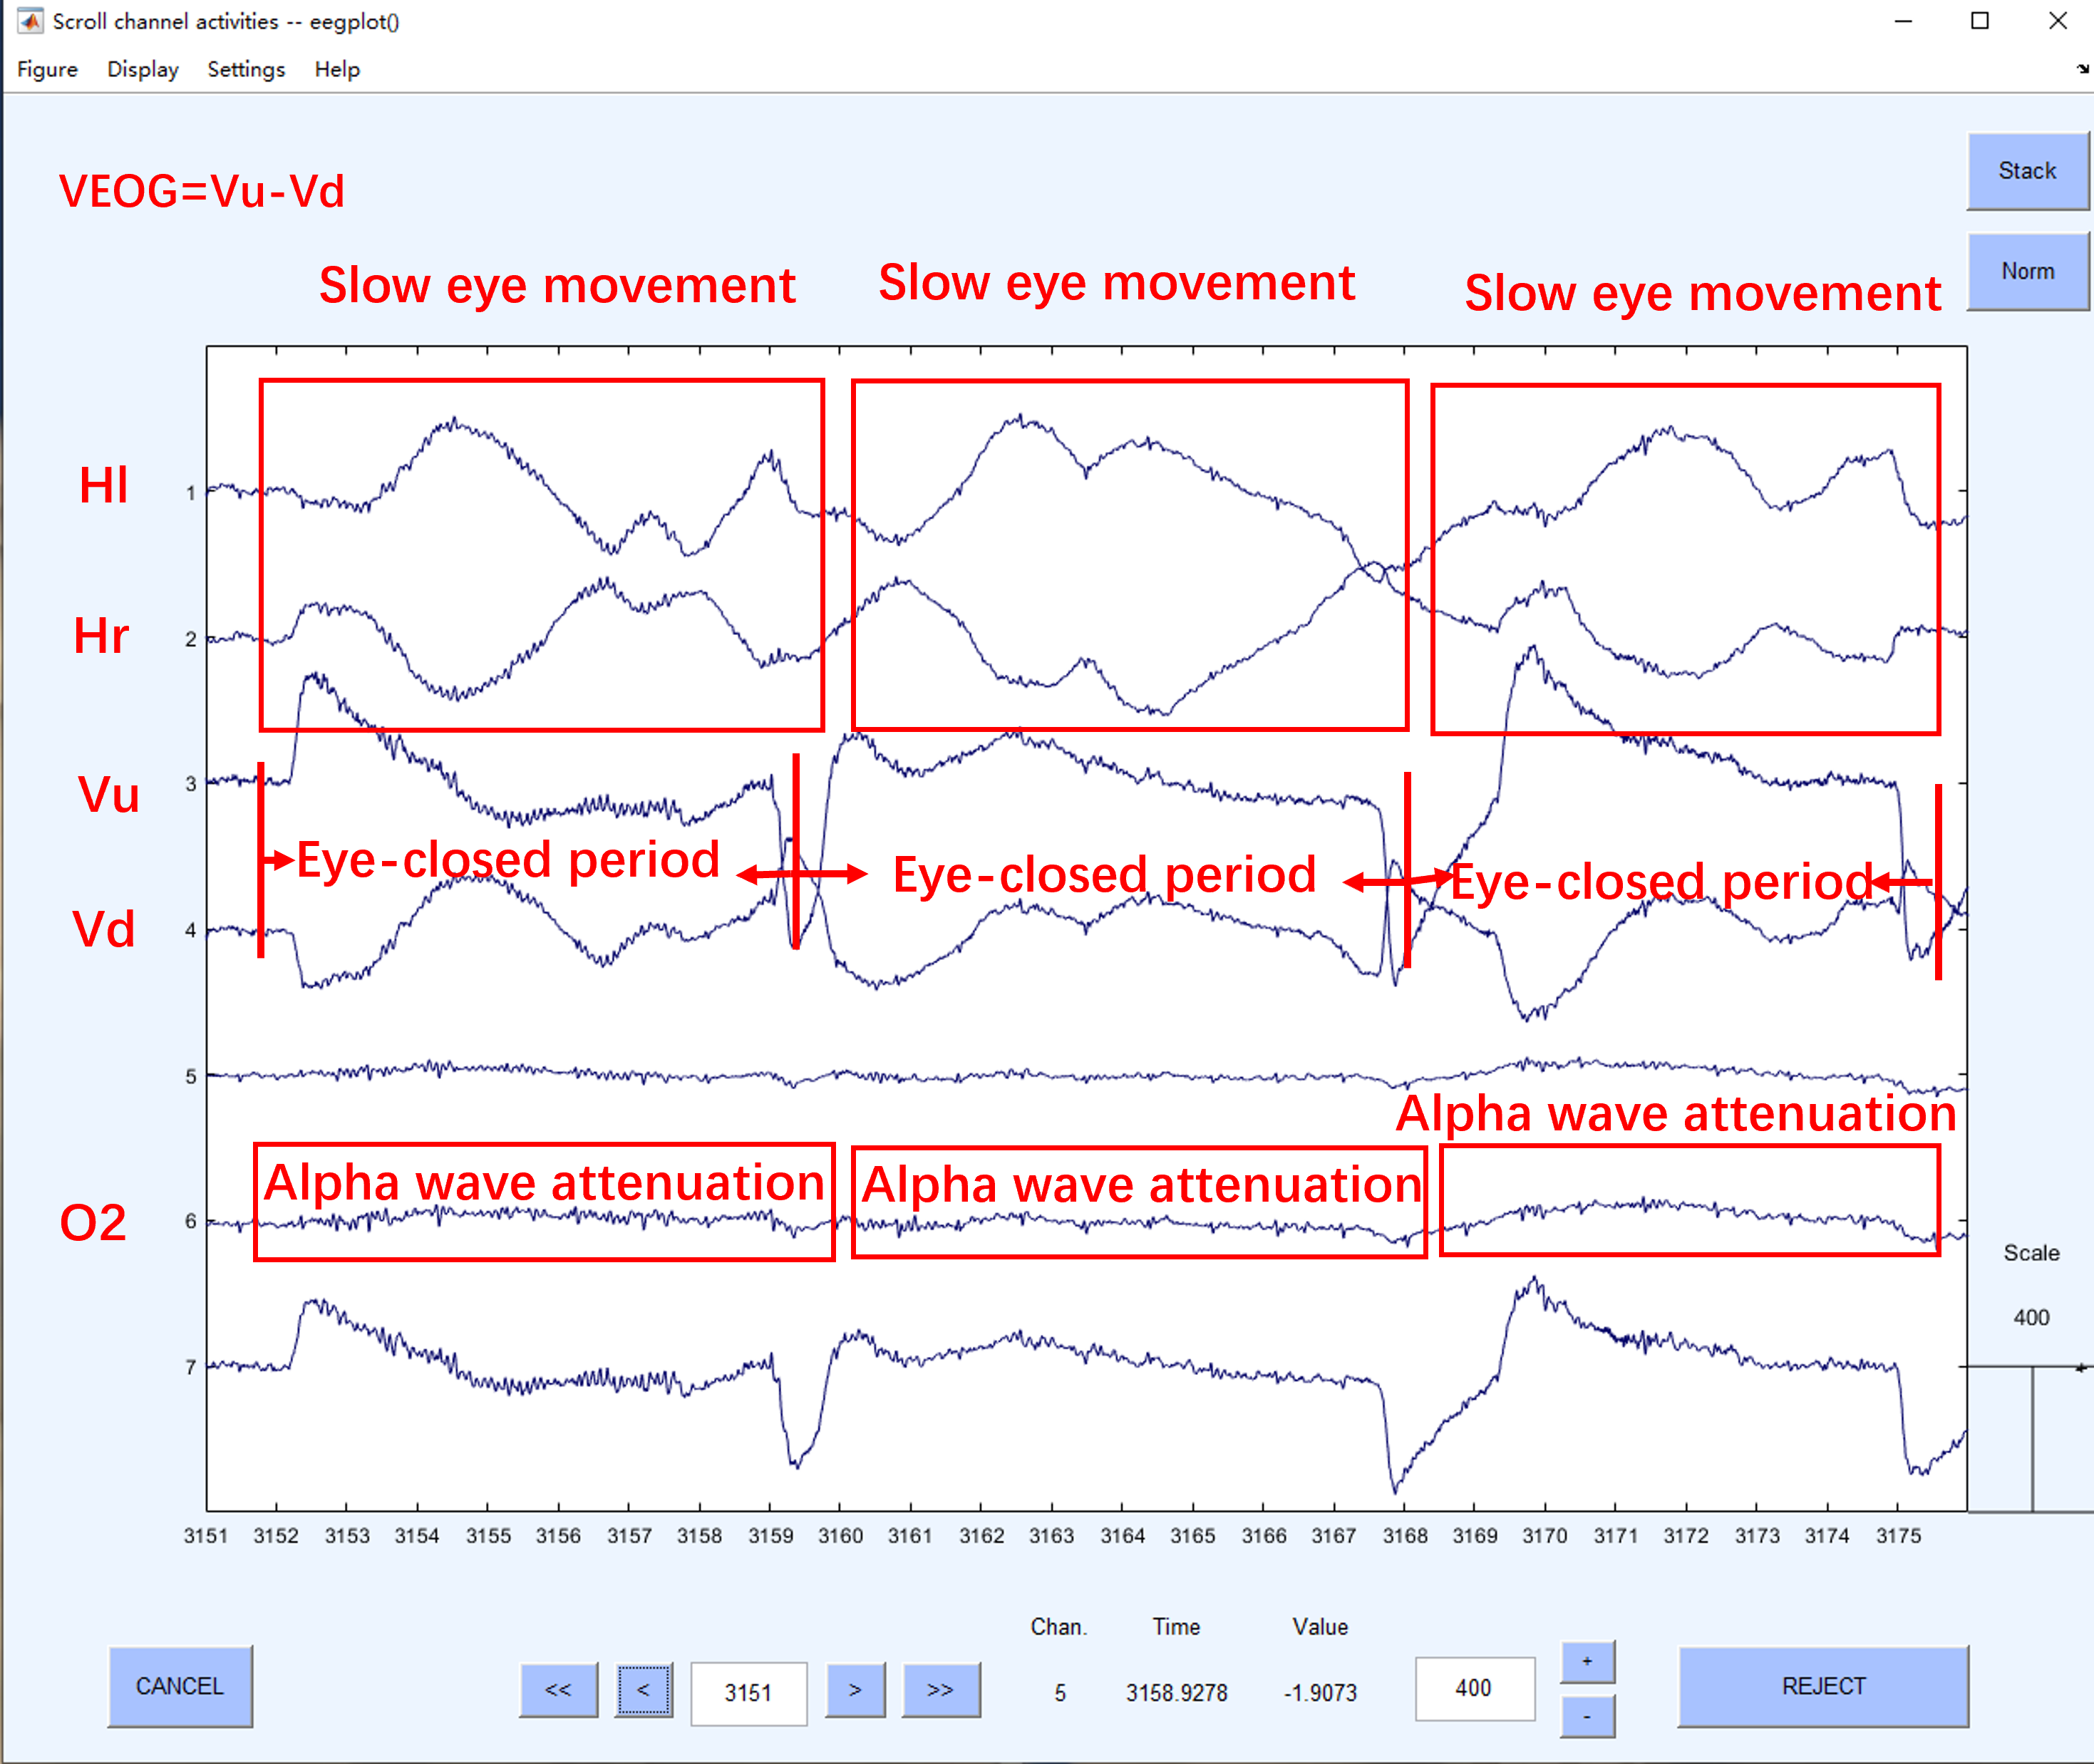 Scroll channel activities -- eegplot()
Figure Display Settings Help
VEOG=Vu-Vd
Stack
Norm
Slow eye movement Slow eye movement Slow eye movement
Hl
1
Hr
2
Vu
3
Eye-closed period Eye-closed period Eye-closed period
Vd
4
5
Alpha wave attenuation
Alpha wave attenuation Alpha wave attenuation
O2
6
Scale
400
7
3151 3152 3153 3154 3155 3156 3157 3158 3159 3160 3161 3162 3163 3164 3165 3166 3167 3168 3169 3170 3171 3172 3173 3174 3175
Chan. Time Value
CANCEL << < 3151 > >> 5 3158.9278 -1.9073 400 + - REJECT